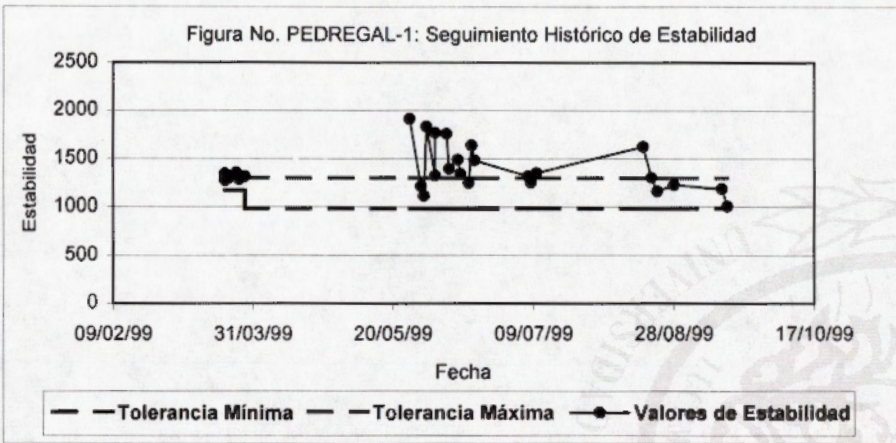 Figura No. PEDREGAL-1: Seguimiento Histórico de Estabilidad
2500
2000
1500
1000
500
0
Estabilidad
09/02/99 31/03/99 20/05/99 09/07/99 28/08/99 17/10/99
Fecha
Tolerancia Mínima Tolerancia Máxima Valores de Estabilidad
UNIVERSIDAD